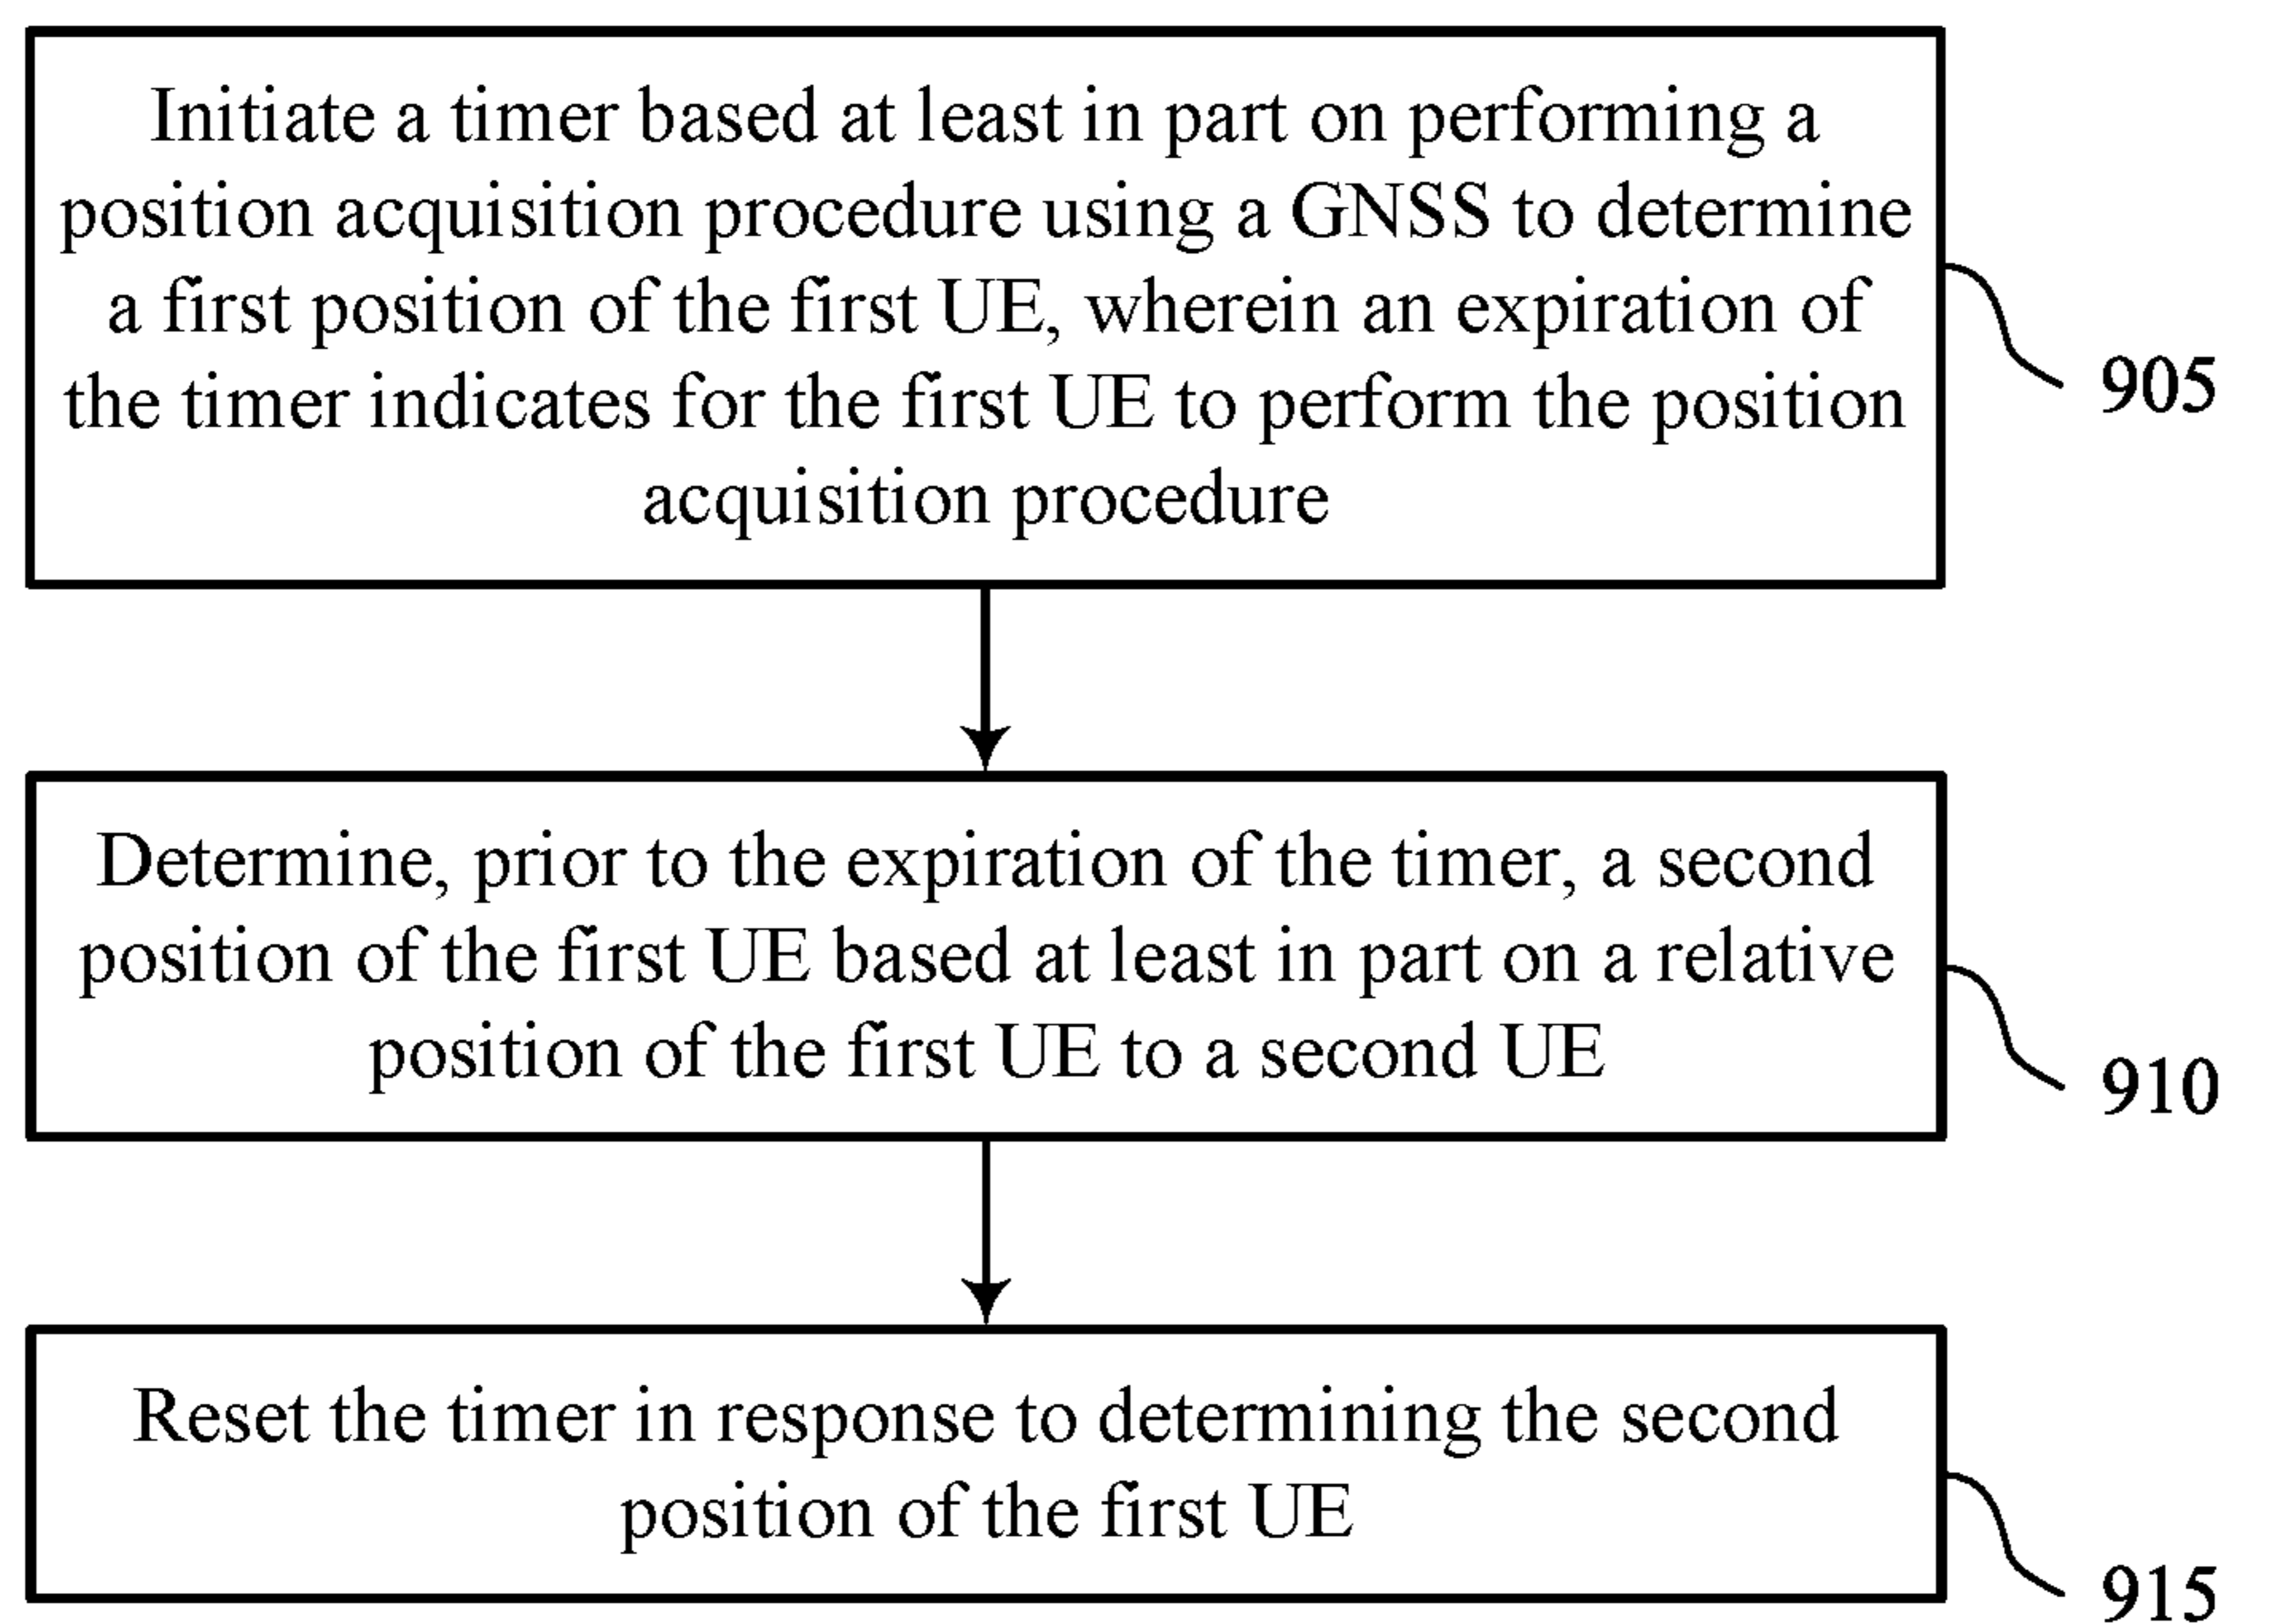 Initiate a timer based at least in part on performing a
position acquisition procedure using a GNSS to determine
a first position of the first UE, wherein an expiration of
the timer indicates for the first UE to perform the position
acquisition procedure
905
Determine, prior to the expiration of the timer, a second
position of the first UE based at least in part on a relative
position of the first UE to a second UE
910
Reset the timer in response to determining the second
position of the first UE
915